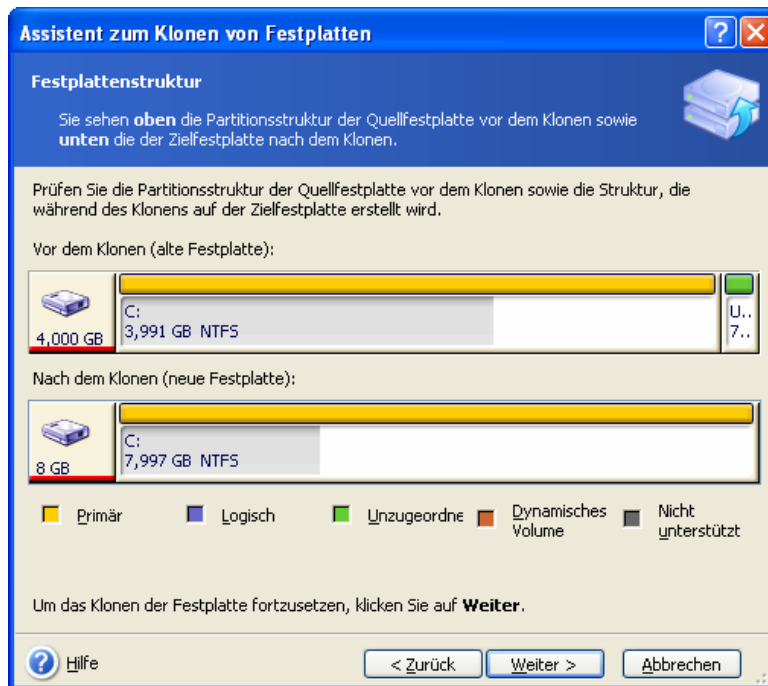 Assistent zum Klonen von Festplatten
Festplattenstruktur
Sie sehen oben die Partitionsstruktur der Quellfestplatte vor dem Klonen sowie
unten die der Zielfestplatte nach dem Klonen.
Prüfen Sie die Partitionsstruktur der Quellfestplatte vor dem Klonen sowie die Struktur, die
während des Klonens auf der Zielfestplatte erstellt wird.
Vor dem Klonen (alte Festplatte):
4,000 GB
C:
3,991 GB NTFS
U..
7..
Nach dem Klonen (neue Festplatte):
8 GB
C:
7,997 GB NTFS
Primär
Logisch
Unzugeordne
Dynamisches
Volume
Nicht
unterstützt
Um das Klonen der Festplatte fortzusetzen, klicken Sie auf Weiter.
Hilfe
< Zurück
Weiter >
Abbrechen